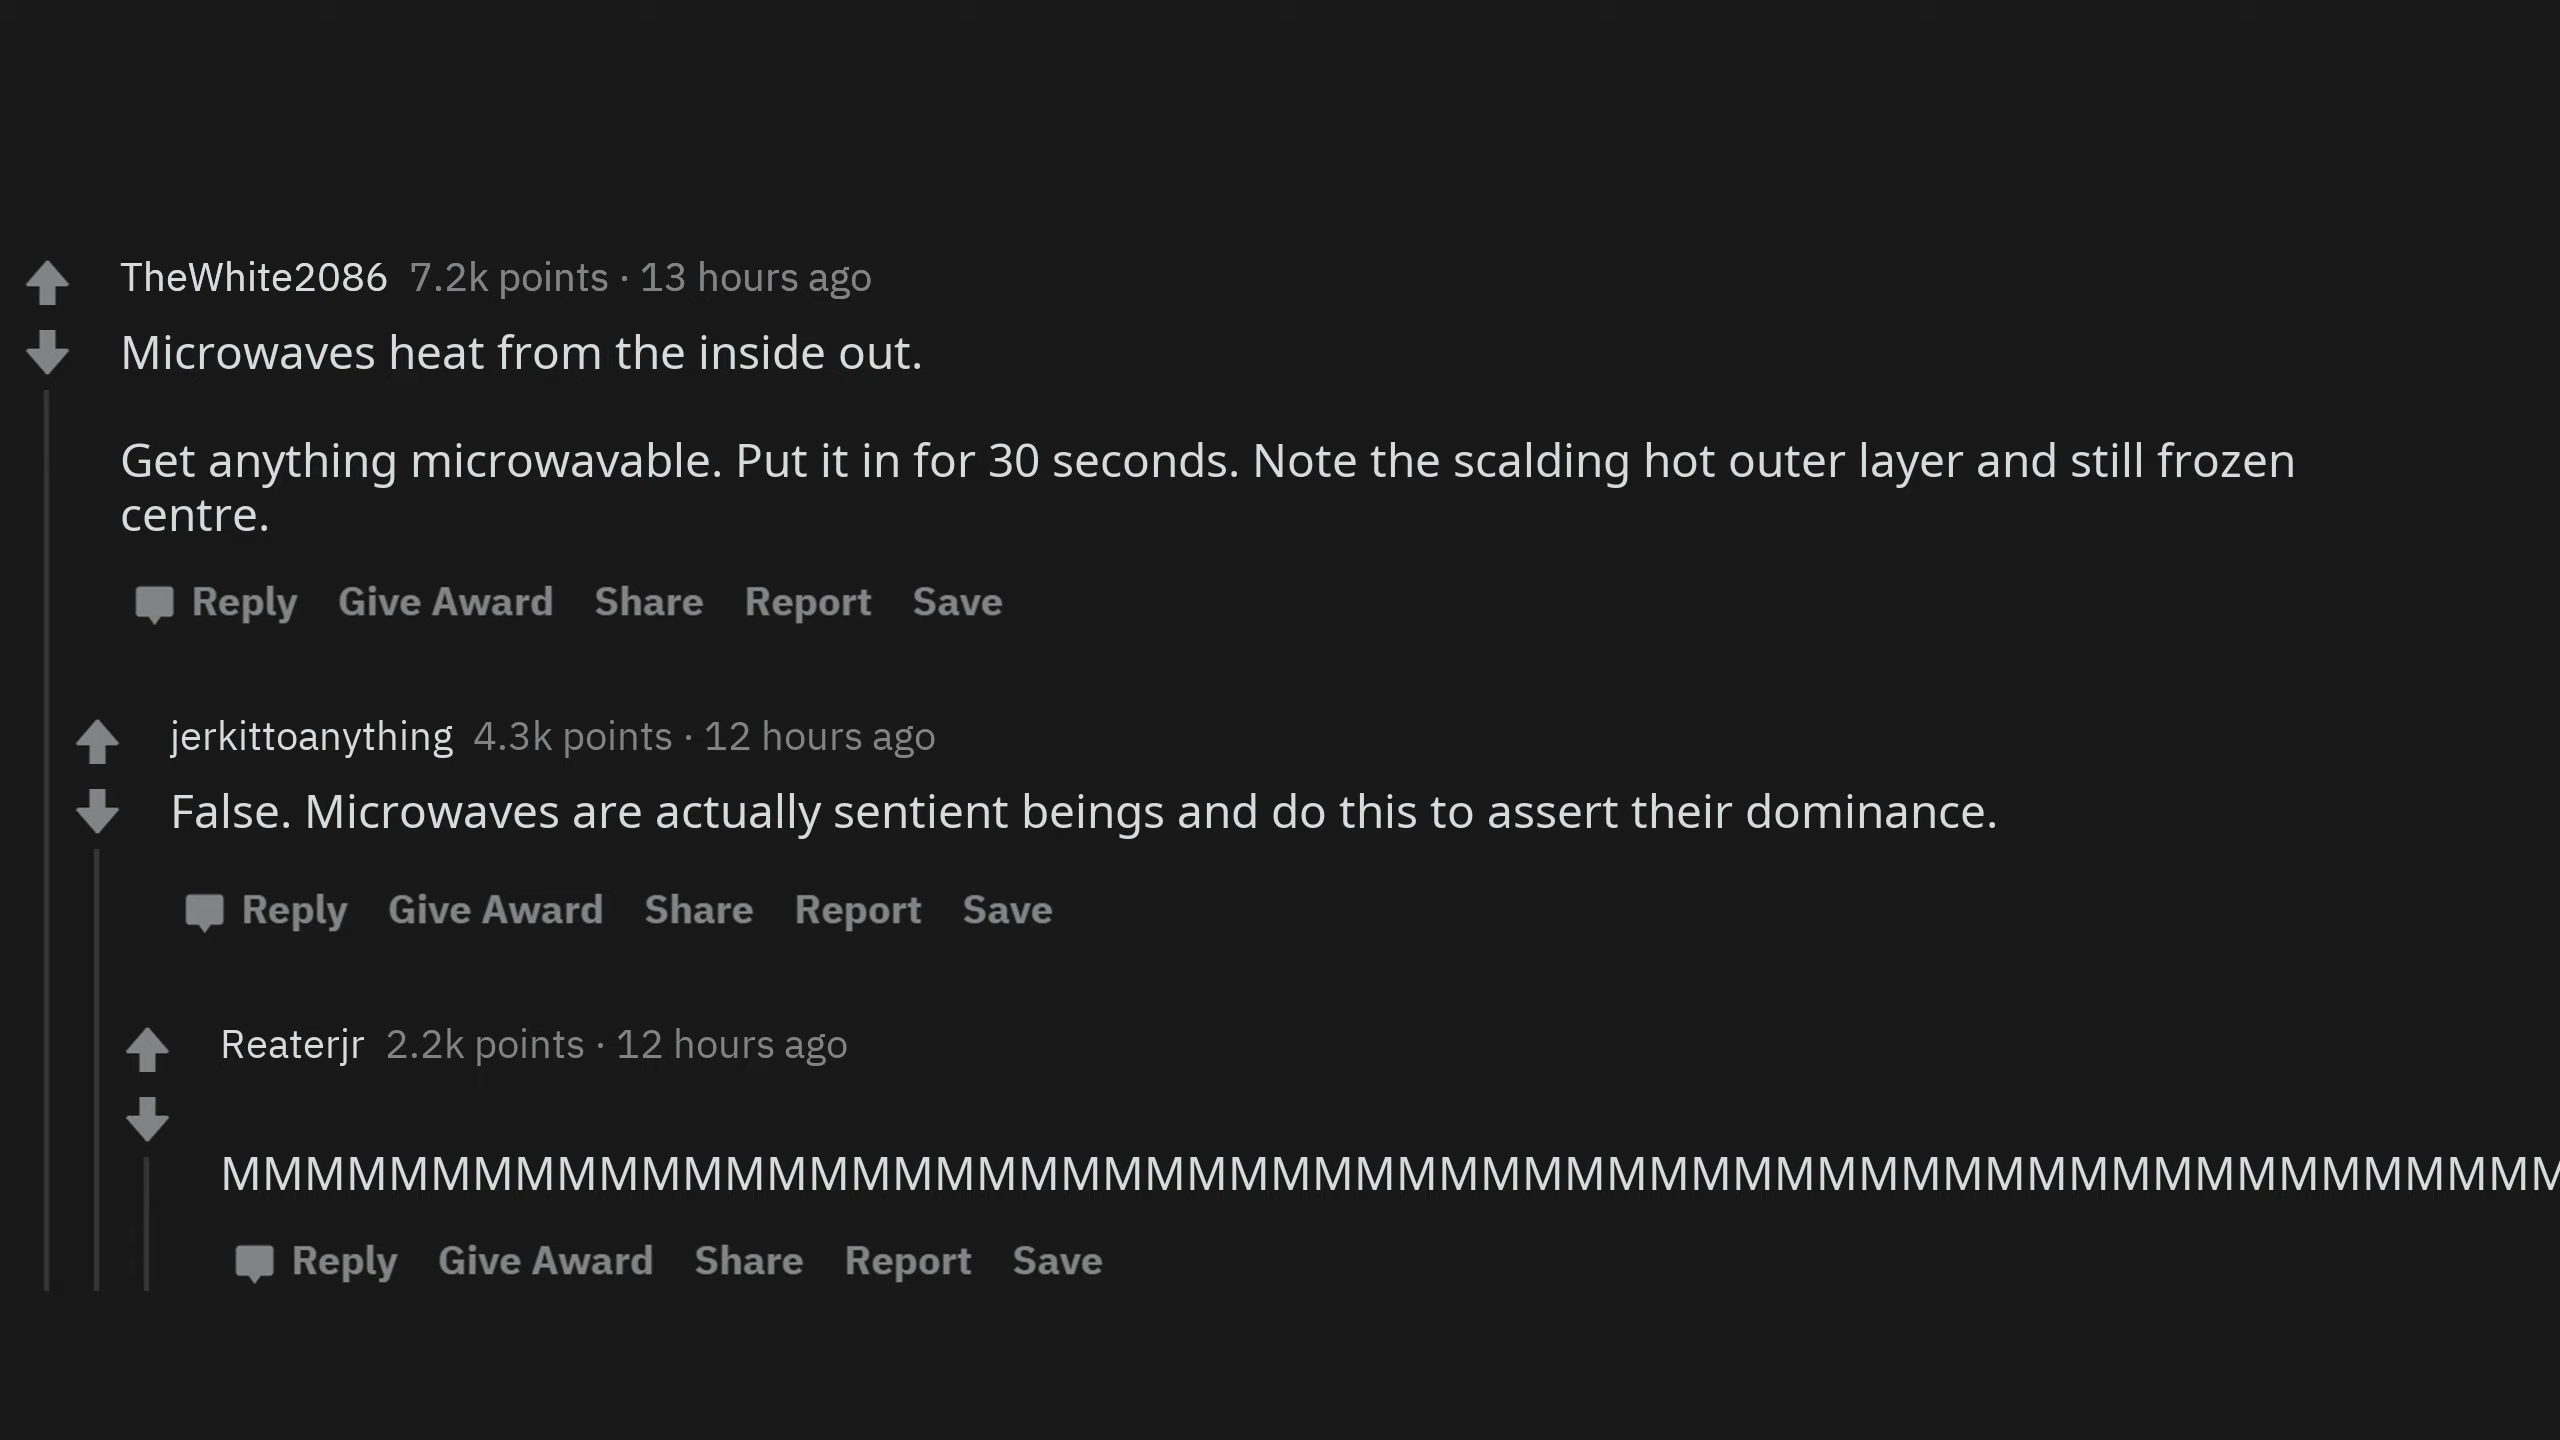 TheWhite2086 7.2k points · 13 hours ago
Microwaves heat from the inside out.
Get anything microwavable. Put it in for 30 seconds. Note the scalding hot outer layer and still frozen
centre.
Reply Give Award Share Report Save
jerkittoanything 4.3k points · 12 hours ago
False. Microwaves are actually sentient beings and do this to assert their dominance.
Reply Give Award Share Report Save
Reaterjr 2.2k points · 12 hours ago
MMMMMMMMMMMMMMMMMMMMMMMMMMMMMMMMMMMMMMMMMMMMMMMMMMMMMMMM
Reply Give Award Share Report Save